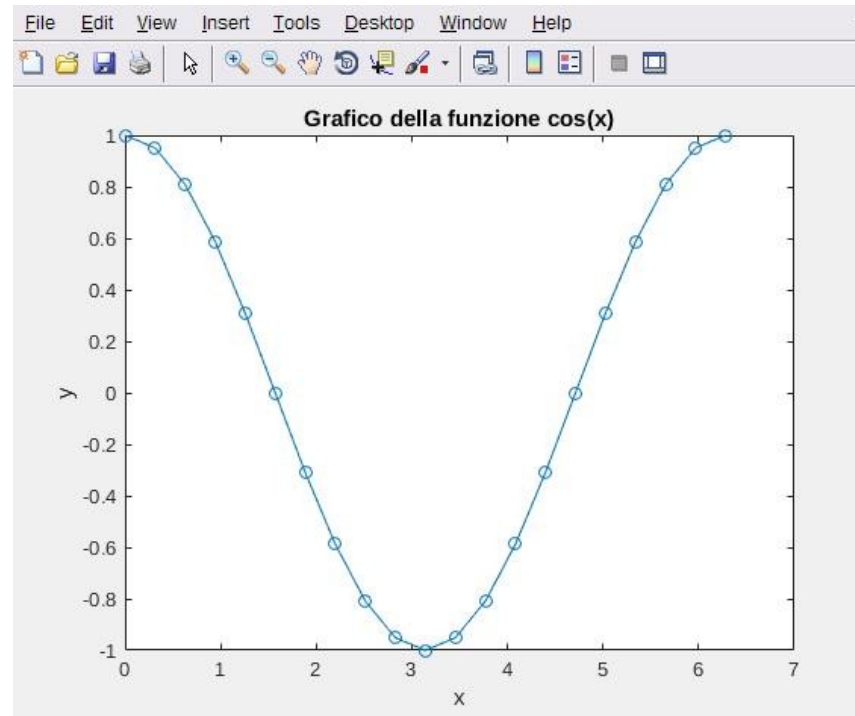 File Edit View Insert Tools Desktop Window Help
Grafico della funzione cos(x)
1
0.8
0.6
0.4
0.2
0
-0.2
-0.4
-0.6
-0.8
-1
y
0 1 2 3 4 5 6 7
x